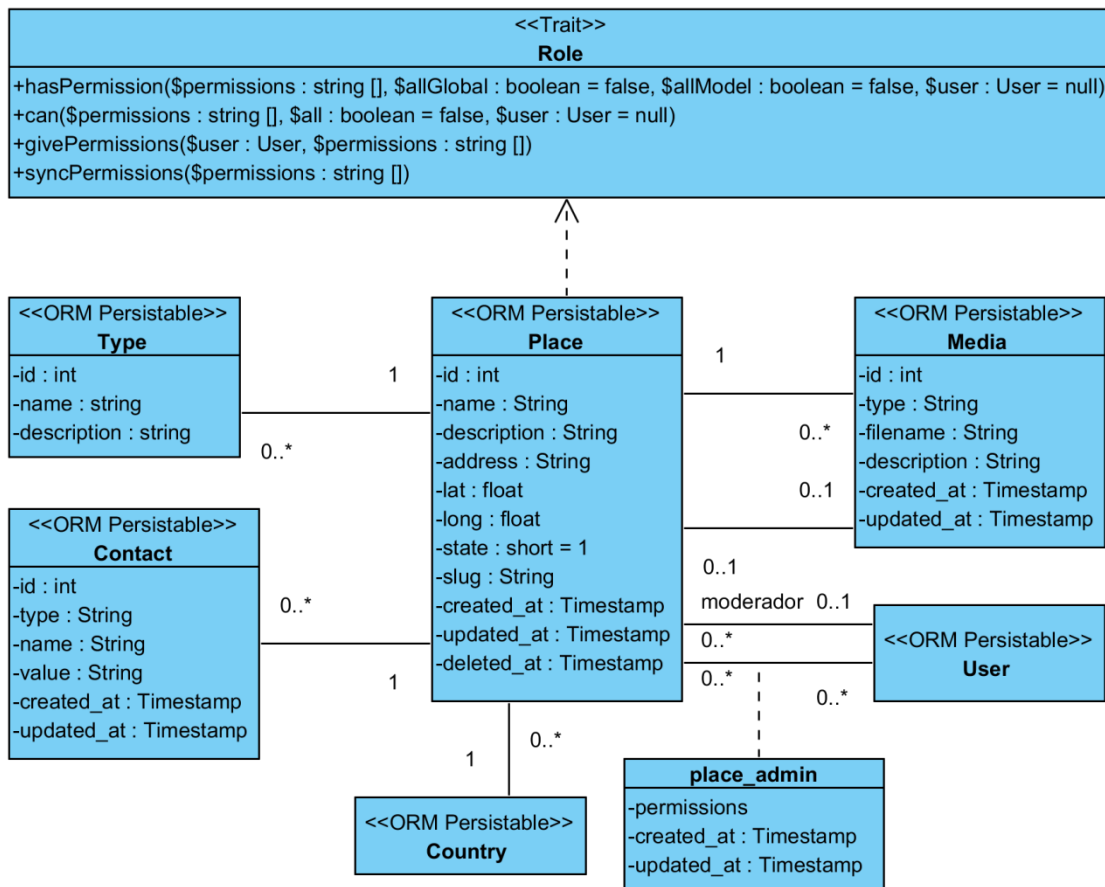 <<Trait>>
Role
+hasPermission($permissions : string [], $allGlobal : boolean = false, $allModel : boolean = false, $user : User = null)
+can($permissions : string [], $all : boolean = false, $user : User = null)
+givePermissions($user : User, $permissions : string [])
+syncPermissions($permissions : string [])
<<ORM Persistable>>
Type
-id : int
-name : string
-description : string
1
0..*
<<ORM Persistable>>
Contact
-id : int
-type : String
-name : String
-value : String
-created_at : Timestamp
-updated_at : Timestamp
0..*
1
<<ORM Persistable>>
Place
-id : int
-name : String
-description : String
-address : String
-lat : float
-long : float
-state : short = 1
-slug : String
-created_at : Timestamp
-updated_at : Timestamp
-deleted_at : Timestamp
1
0..*
0..1
0..1
<<ORM Persistable>>
Media
-id : int
-type : String
-filename : String
-description : String
-created_at : Timestamp
-updated_at : Timestamp
moderador 0..1
0..*
0..*
0..*
<<ORM Persistable>>
User
1
0..*
<<ORM Persistable>>
Country
place_admin
-permissions
-created_at : Timestamp
-updated_at : Timestamp